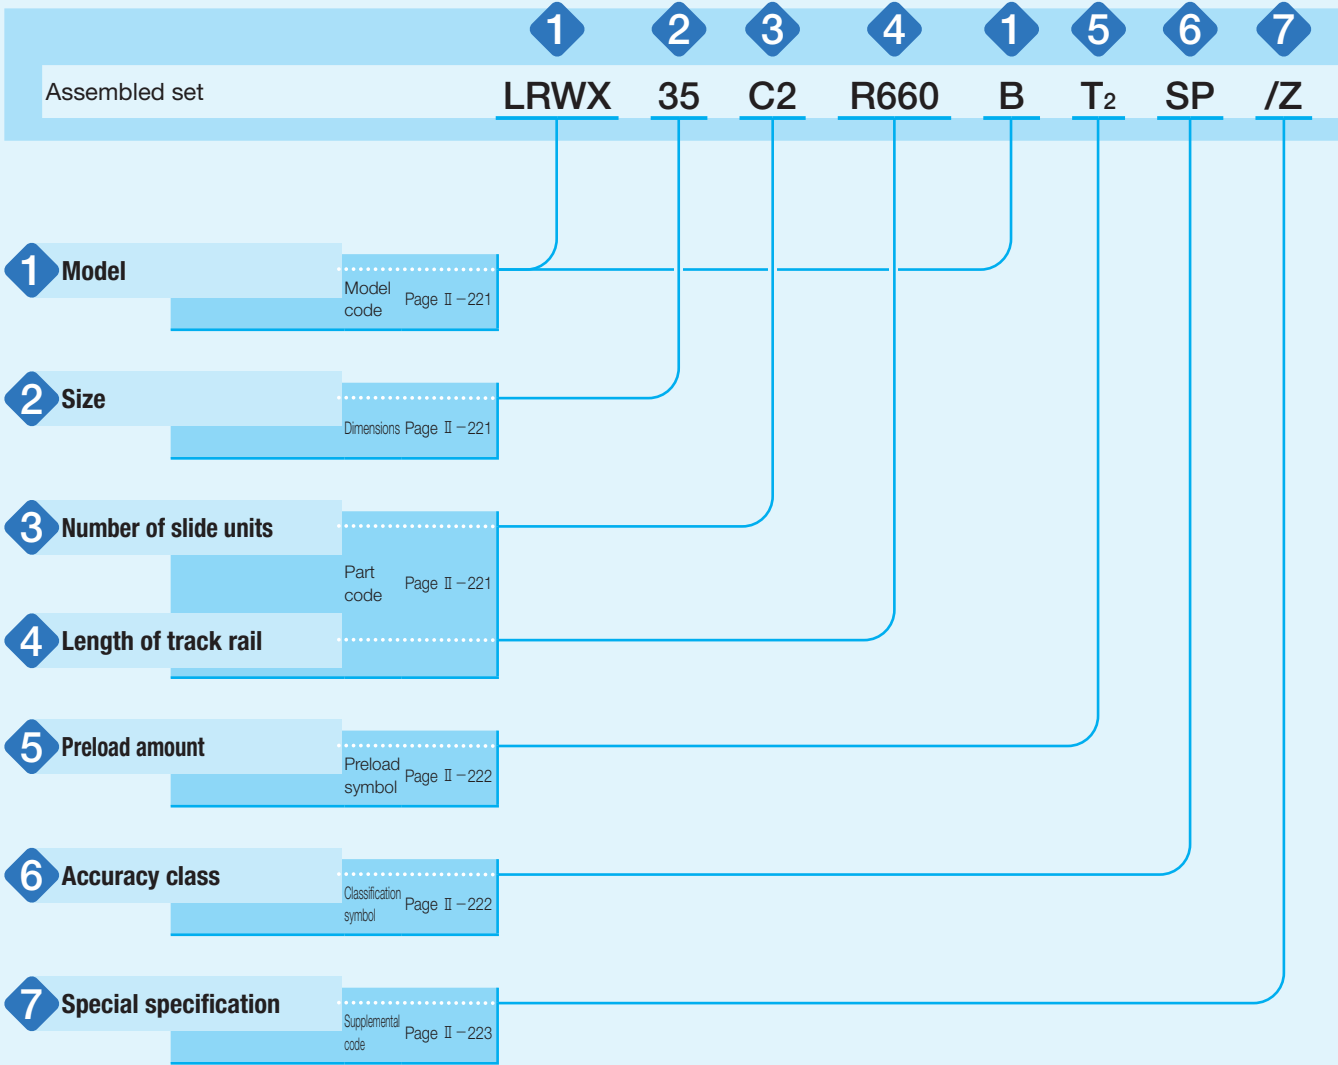 1 2 3 4 1 5 6 7
Assembled set LRWX 35 C2 R660 B T2 SP /Z
1 Model
Model code Page Ⅱ－221
2 Size
Dimensions Page Ⅱ－221
3 Number of slide units
Part code Page Ⅱ－221
4 Length of track rail
5 Preload amount
Preload symbol Page Ⅱ－222
6 Accuracy class
Classification symbol Page Ⅱ－222
7 Special specification
Supplemental code Page Ⅱ－223